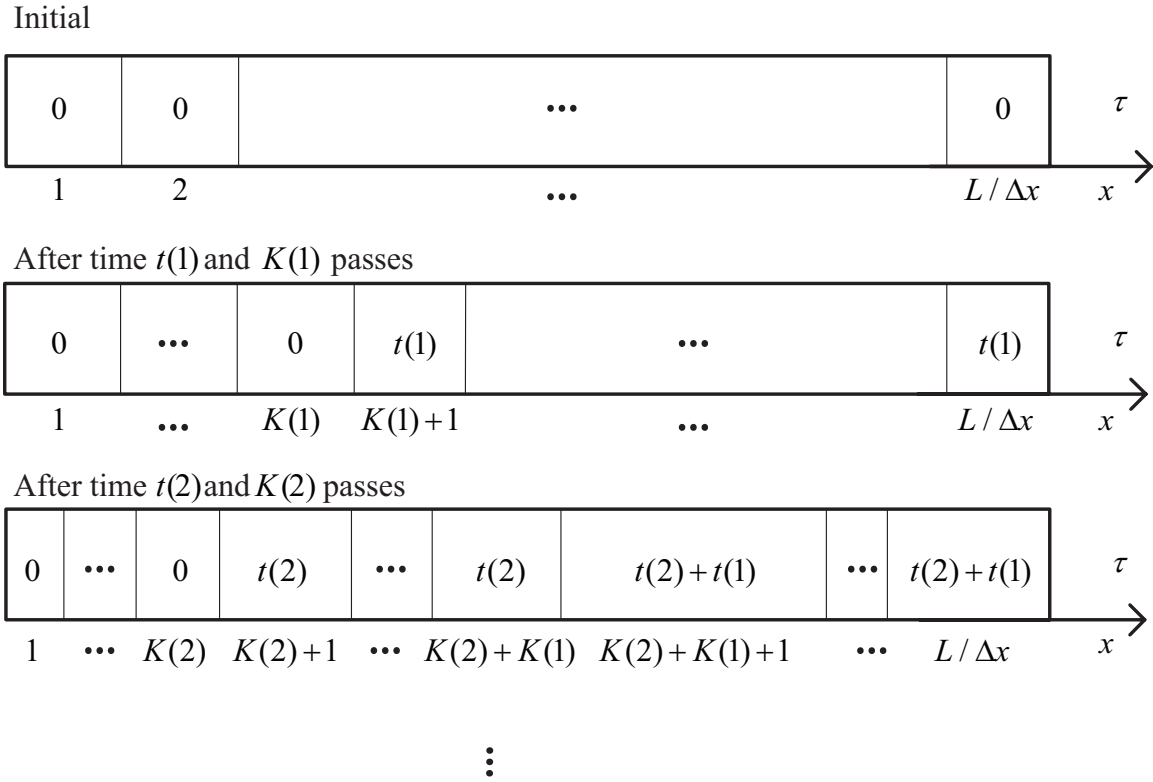 Initial
0 0 ... 0 τ
1 2 ... L / Δx x
After time t(1) and K(1) passes
0 ... 0 t(1) ... t(1) τ
1 ... K(1) K(1)+1 ... L / Δx x
After time t(2)and K(2) passes
0 ... 0 t(2) ... t(2) t(2)+t(1) ... t(2)+t(1) τ
1 ... K(2) K(2)+1 ... K(2)+K(1) K(2)+K(1)+1 ... L / Δx x
⋮